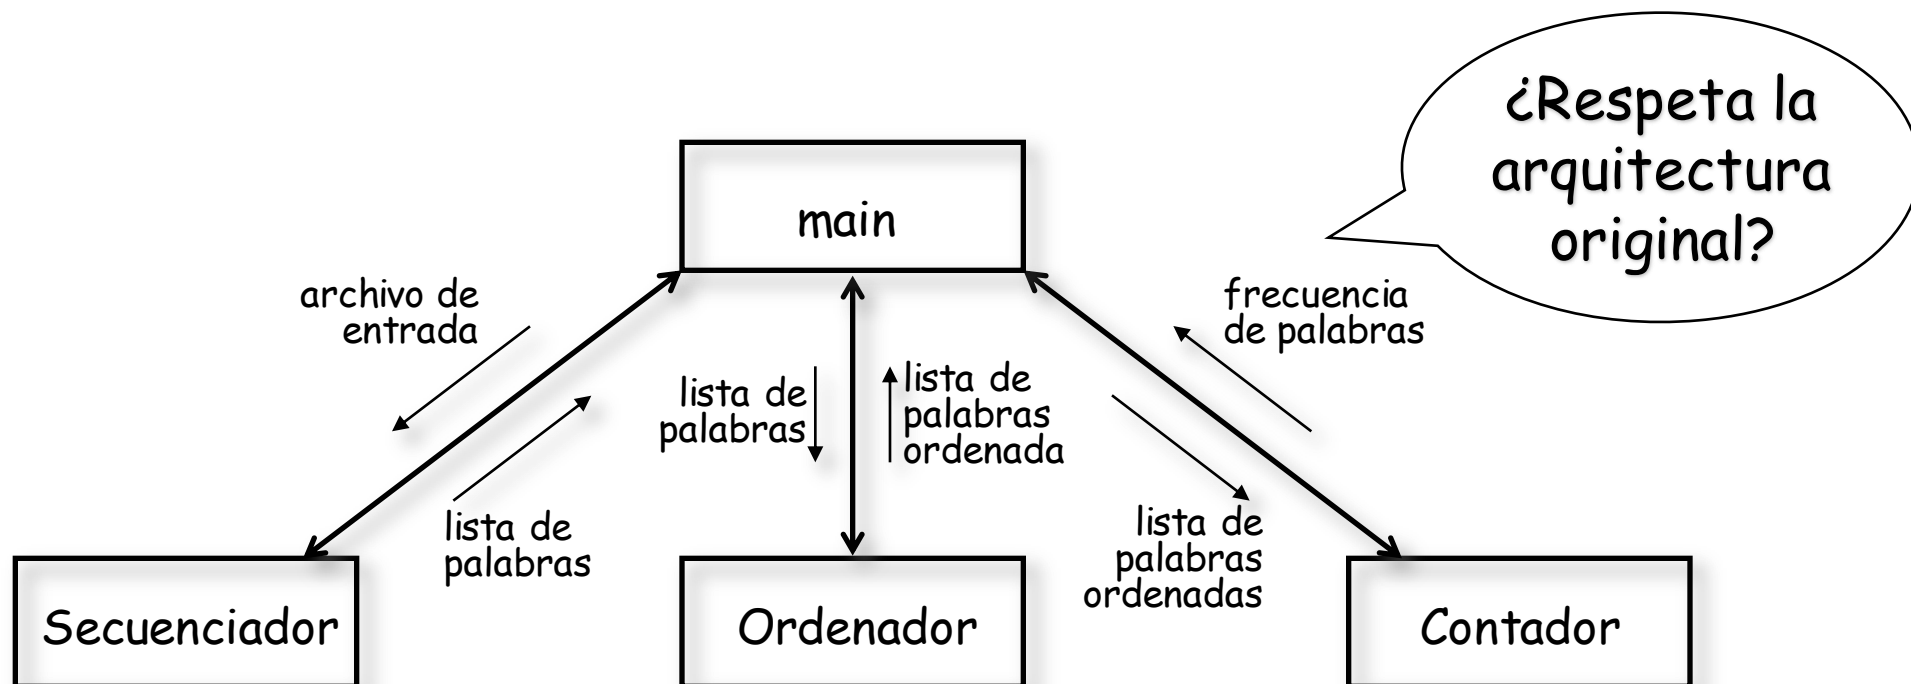 ¿Respeta la
arquitectura
original?
main
archivo de
entrada
frecuencia
de palabras
lista de
palabras
lista de
palabras
ordenada
lista de
palabras
lista de
palabras
ordenadas
Secuenciador
Ordenador
Contador